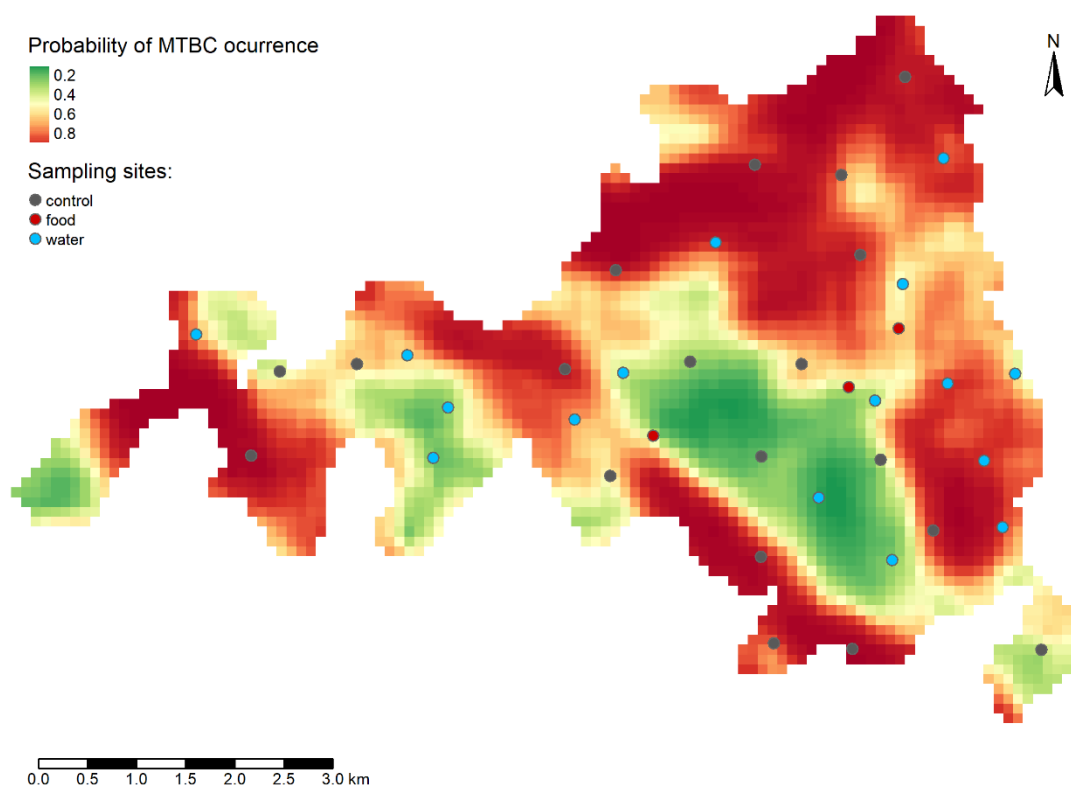 Probability of MTBC ocurrence
0.2
0.4
0.6
0.8
Sampling sites:
control
food
water
N
0.0 0.5 1.0 1.5 2.0 2.5 3.0 km